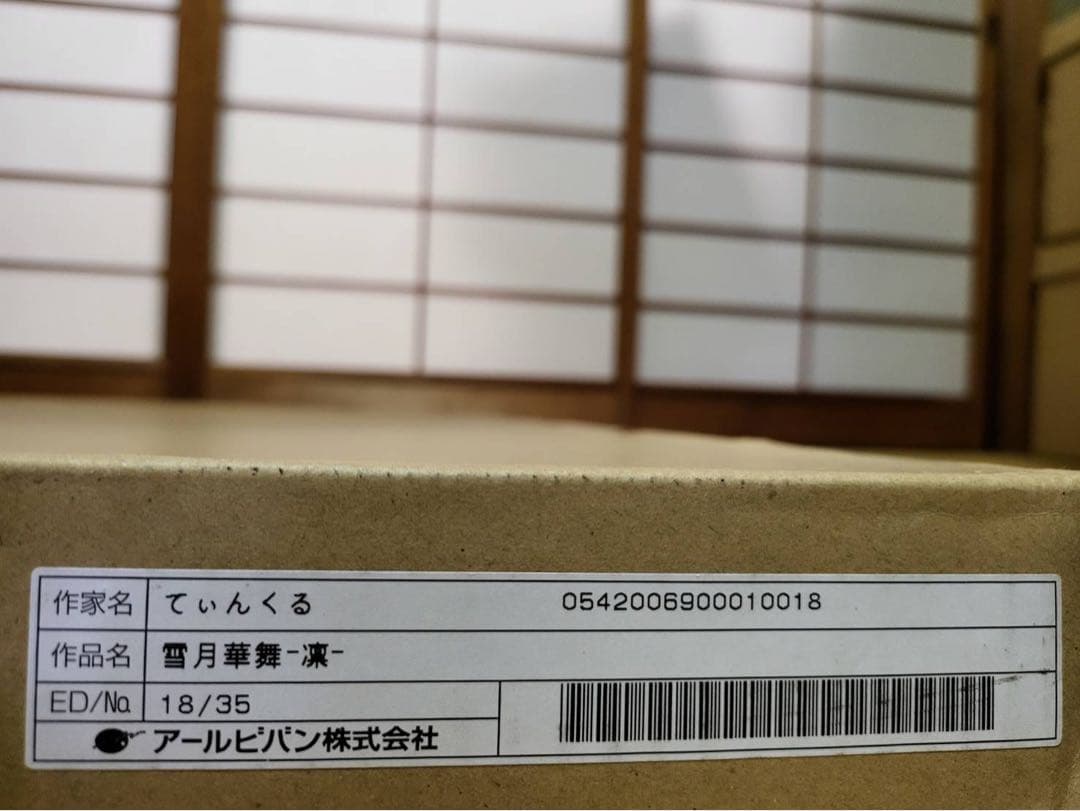 作家名 てぃんくる 0542006900010018
作品名 雪月華舞-凛-
ED/No. 18/35
アールビバン株式会社